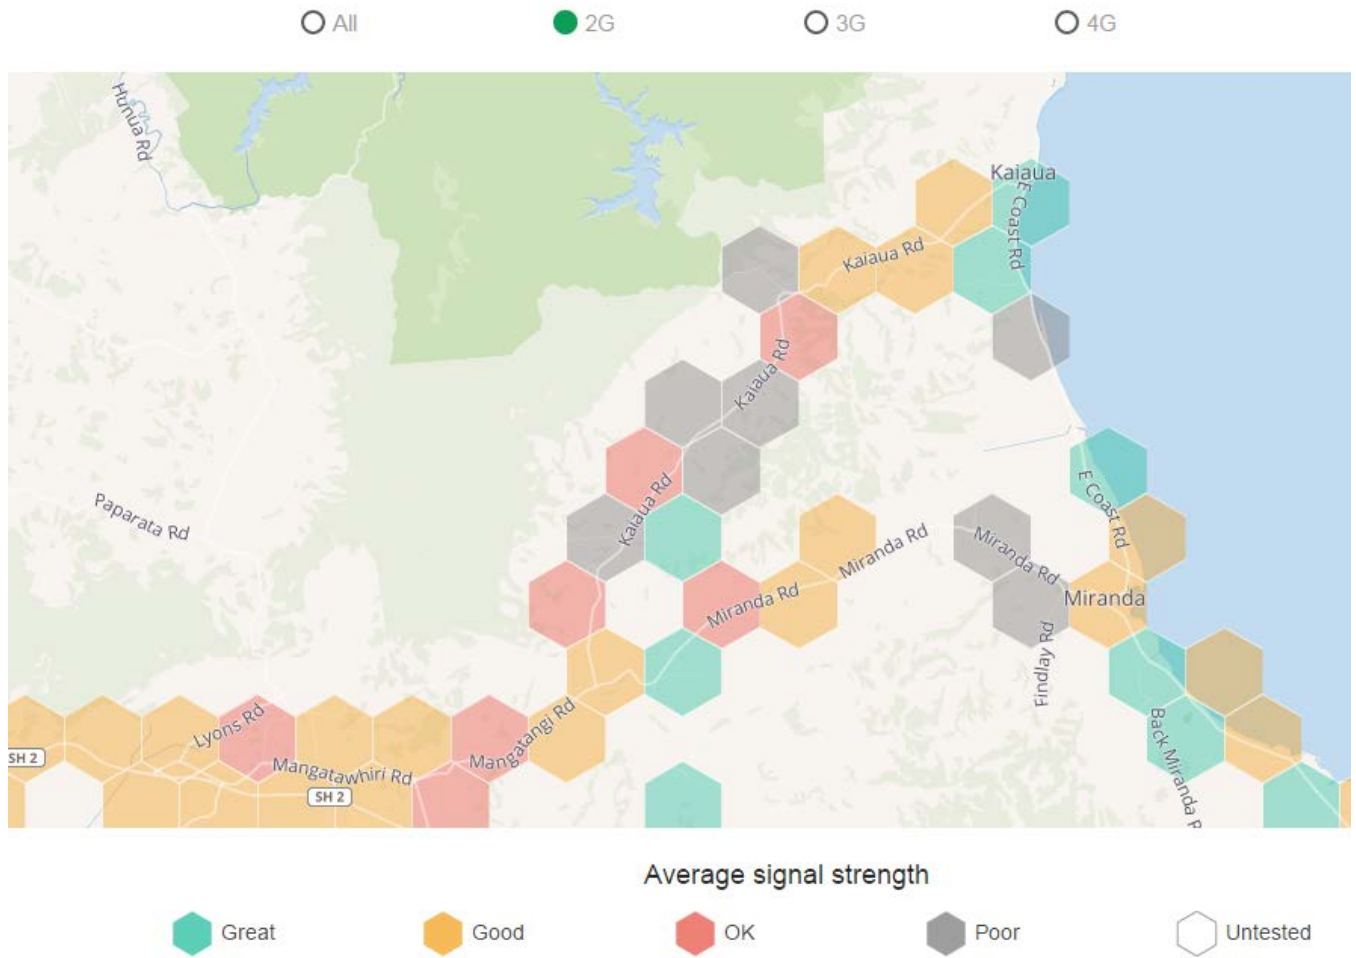 All
2G
3G
4G
Hunua Rd
Kaiaua
E Coast Rd
Kaiaua Rd
Kaiaua Rd
Kaiaua Rd
Paparata Rd
E Coast Rd
Miranda Rd
Miranda Rd
Miranda Rd
Miranda
Findlay Rd
Lyons Rd
Mangatangi Rd
Back Miranda R
SH 2
Mangatawhiri Rd
SH 2
Average signal strength
Great
Good
OK
Poor
Untested